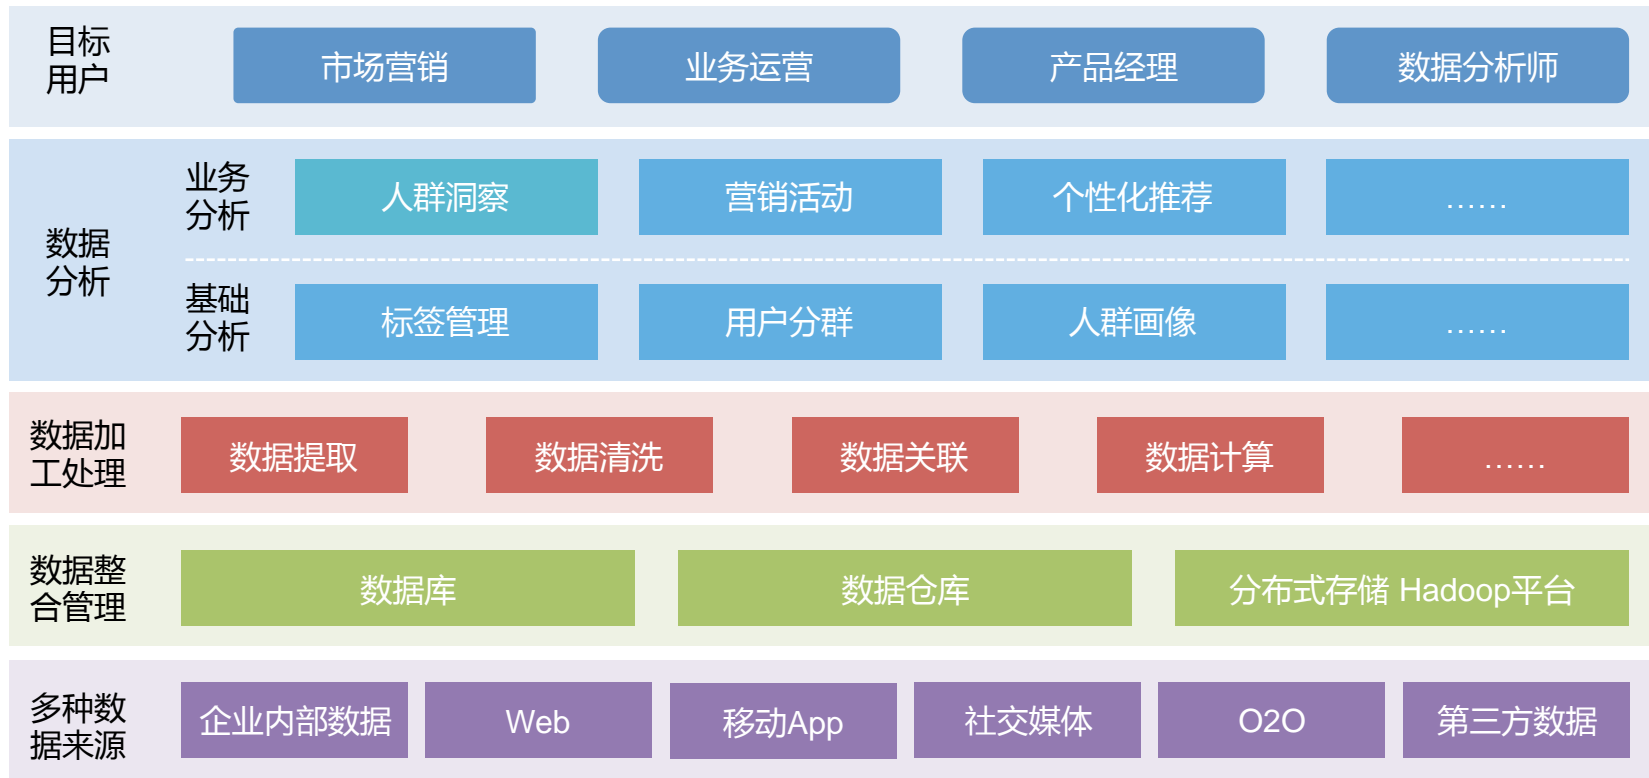 目标
用户
市场营销
业务运营
产品经理
数据分析师
数据
分析
业务
分析
人群洞察
营销活动
个性化推荐
……
基础
分析
标签管理
用户分群
人群画像
……
数据加
工处理
数据提取
数据清洗
数据关联
数据计算
……
数据整
合管理
数据库
数据仓库
分布式存储 Hadoop平台
多种数
据来源
企业内部数据
Web
移动App
社交媒体
O2O
第三方数据